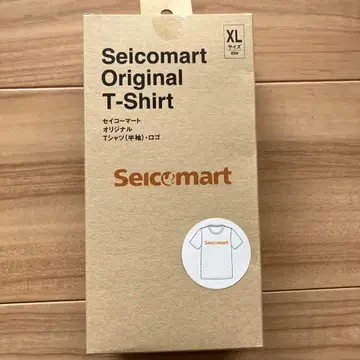 Seicomart
Original
T-Shirt
XL
サイズ
size
セイコーマート
オリジナル
Tシャツ(半袖)・ロゴ
Seicomart
Seicomart